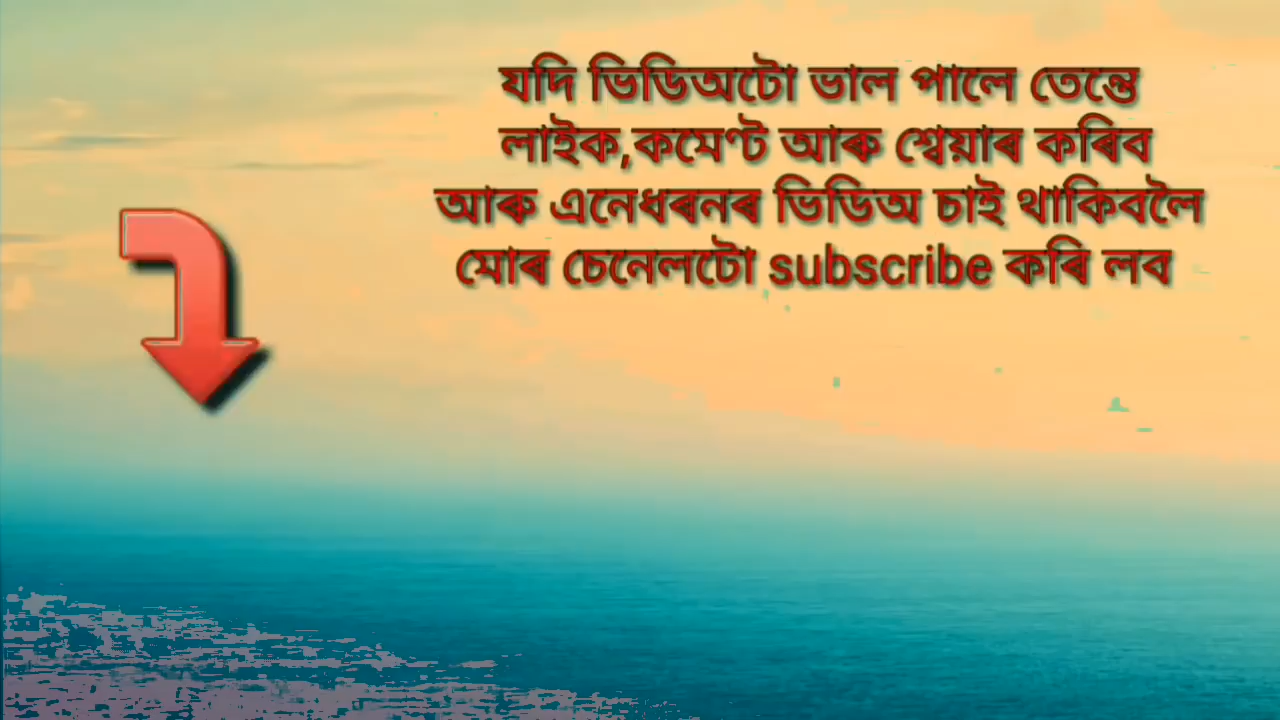 যদি ভিডিঅটো ভাল পালে তেন্তে
লাইক,কমেণ্ট আৰু শ্বেয়াৰ কৰিব
আৰু এনেধৰনৰ ভিডিঅ চাই থাকিবলৈ
মোৰ চেনেলটো subscribe কৰি লব